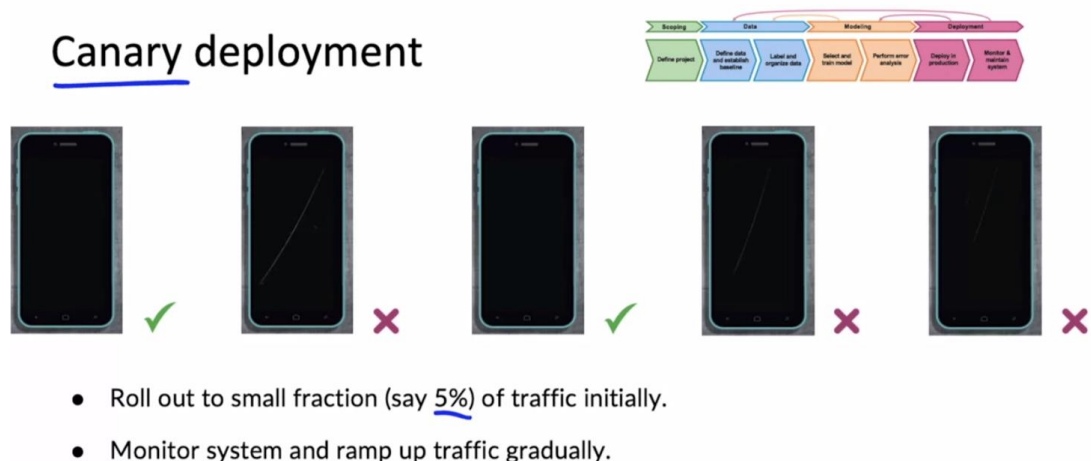 Canary deployment
Scoping
Data
Modeling
Deployment
Define project
Define data
and establish
baseline
Label and
organize data
Select and
train model
Perform error
analysis
Deploy in
production
Monitor &
maintain
system
● Roll out to small fraction (say 5%) of traffic initially.
● Monitor system and ramp up traffic gradually.